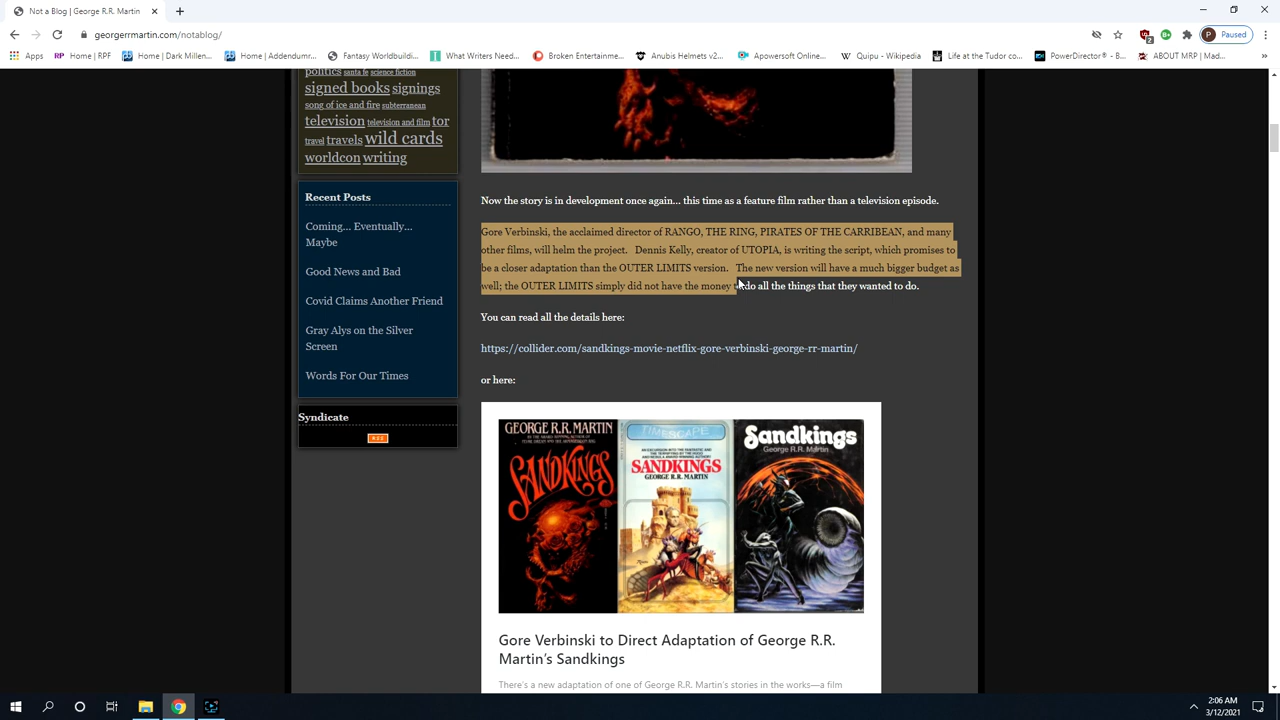 Not a Blog | George R.R. Martin
georgerrmartin.com/notablog/
Paused
Apps
Home | RPF
Home | Dark Millen...
Home | Addendumr...
Fantasy Worldbuildi...
What Writers Need...
Broken Entertainme...
Anubis Helmets v2...
Apowersoft Online...
Quipu - Wikipedia
Life at the Tudor co...
PowerDirector® - B...
ABOUT MRP | Mad...
politics santa fe science fiction
signed books signings
song of ice and fire subterranean
television television and film tor
travel travels wild cards
worldcon writing
Recent Posts
Coming... Eventually...
Maybe
Good News and Bad
Covid Claims Another Friend
Gray Alys on the Silver
Screen
Words For Our Times
Syndicate
RSS
Now the story is in development once again... this time as a feature film rather than a television episode.
Gore Verbinski, the acclaimed director of RANGO, THE RING, PIRATES OF THE CARRIBEAN, and many
other films, will helm the project. Dennis Kelly, creator of UTOPIA, is writing the script, which promises to
be a closer adaptation than the OUTER LIMITS version. The new version will have a much bigger budget as
well; the OUTER LIMITS simply did not have the money to do all the things that they wanted to do.
You can read all the details here:
https://collider.com/sandkings-movie-netflix-gore-verbinski-george-rr-martin/
or here:
GEORGE R.R. MARTIN
SANDKINGS
TIMESCAPE
SANDKINGS
GEORGE R.R. MARTIN
Sandkings
George R.R. Martin
Gore Verbinski to Direct Adaptation of George R.R.
Martin's Sandkings
There's a new adaptation of one of George R.R. Martin's stories in the works—a film
2:06 AM
3/12/2021